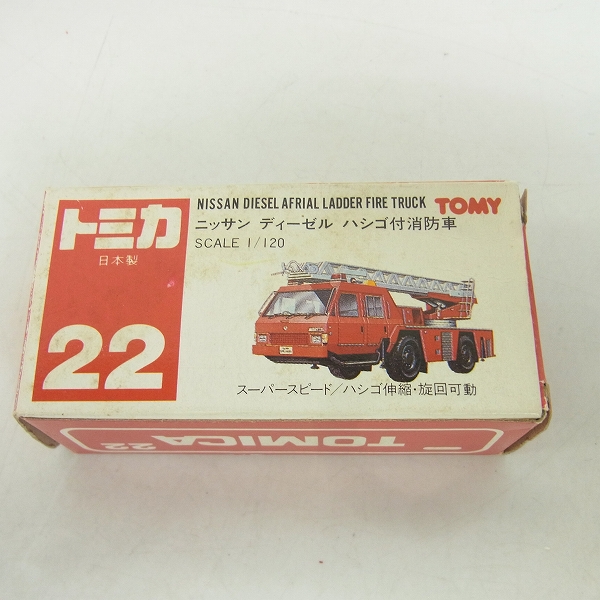 トミカ
日本製
22
NISSAN DIESEL AFRIAL LADDER FIRE TRUCK
TOMY
ニッサン ディーゼル ハシゴ付消防車
SCALE 1/120
スーパースピード/ハシゴ伸縮・旋回可動
TOMICA 22